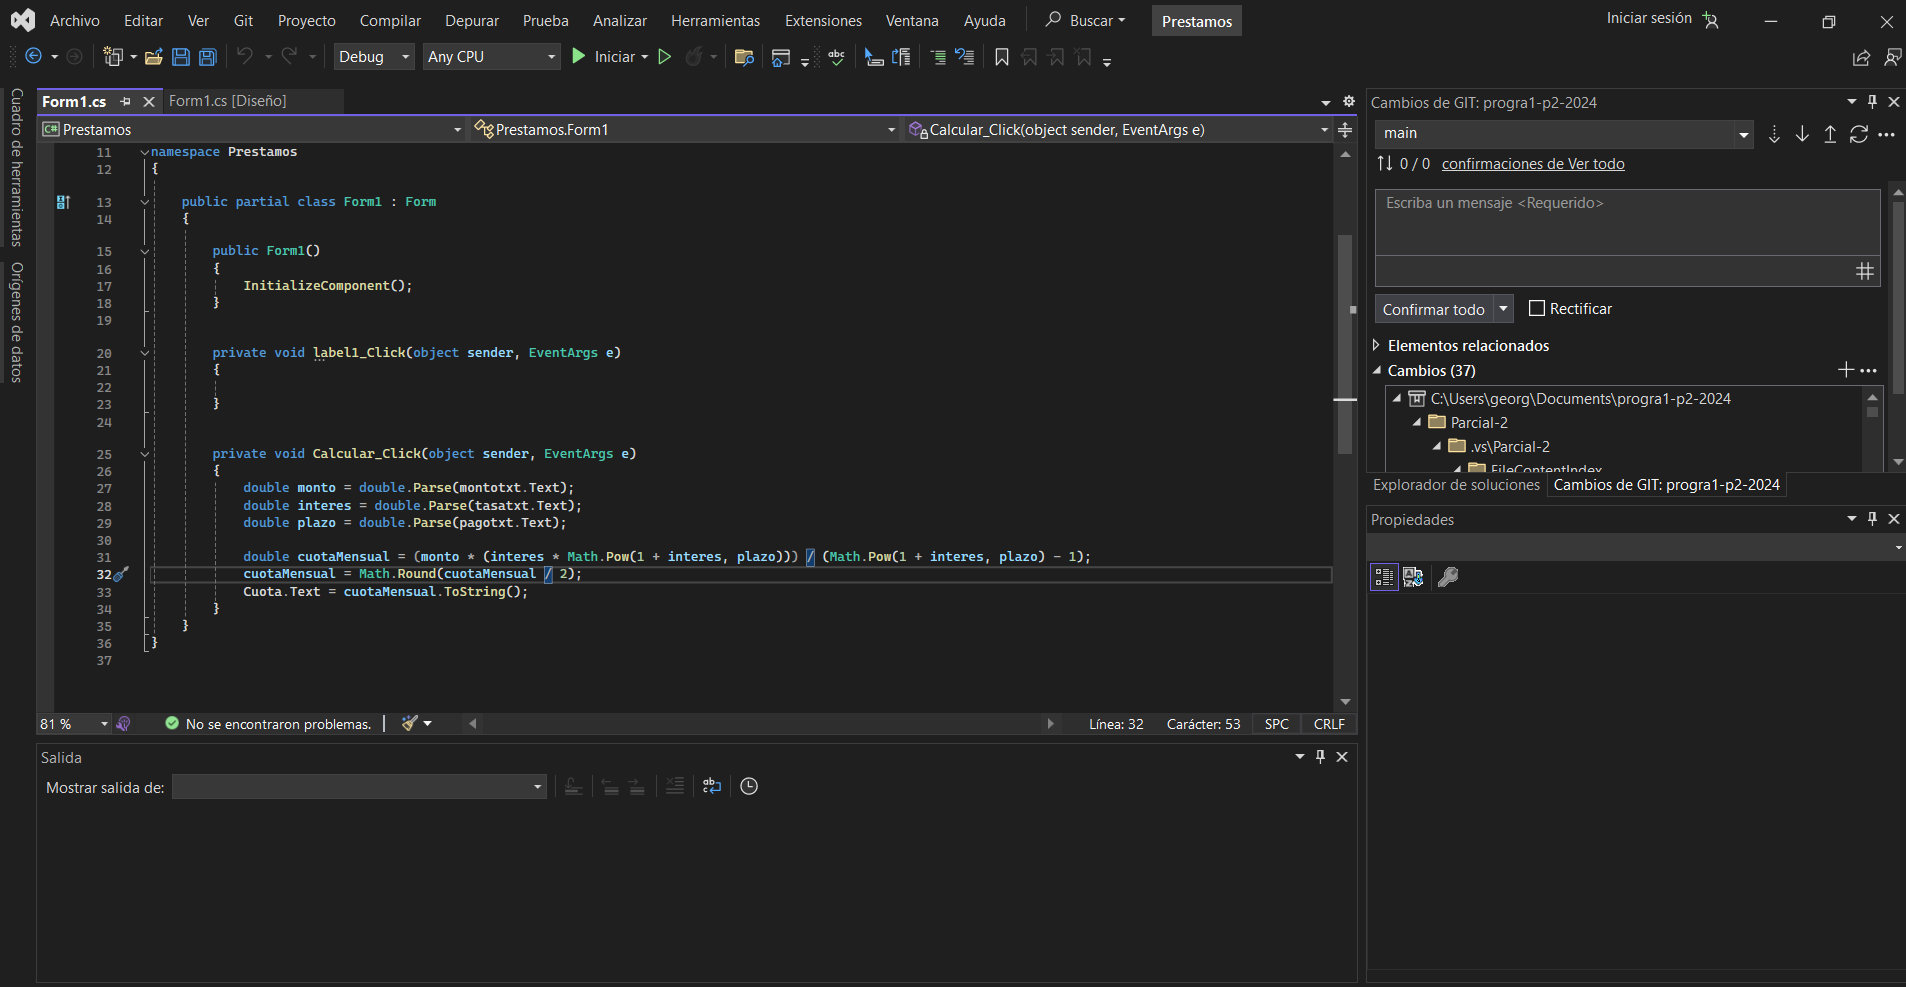 Archivo Editar Ver Git Proyecto Compilar Depurar Prueba Analizar Herramientas Extensiones Ventana Ayuda Buscar Prestamos Iniciar sesión
Debug Any CPU Iniciar
Cuadro de herramientas
Orígenes de datos
Form1.cs Form1.cs [Diseño]
C# Prestamos Prestamos.Form1 Calcular_Click(object sender, EventArgs e)
11 namespace Prestamos
12 {
13 public partial class Form1 : Form
14 {
15 public Form1()
16 {
17 InitializeComponent();
18 }
19
20 private void label1_Click(object sender, EventArgs e)
21 {
22
23 }
24
25 private void Calcular_Click(object sender, EventArgs e)
26 {
27 double monto = double.Parse(montotxt.Text);
28 double interes = double.Parse(tasatxt.Text);
29 double plazo = double.Parse(pagotxt.Text);
30
31 double cuotaMensual = (monto * (interes * Math.Pow(1 + interes, plazo))) / (Math.Pow(1 + interes, plazo) - 1);
32 cuotaMensual = Math.Round(cuotaMensual / 2);
33 Cuota.Text = cuotaMensual.ToString();
34 }
35 }
36 }
37
81 % No se encontraron problemas. Línea: 32 Carácter: 53 SPC CRLF
Salida
Mostrar salida de:
Cambios de GIT: progra1-p2-2024
main
0 / 0 confirmaciones de Ver todo
Escriba un mensaje <Requerido>
Confirmar todo Rectificar
Elementos relacionados
Cambios (37)
C:\Users\georg\Documents\progra1-p2-2024
Parcial-2
.vs\Parcial-2
FileContentIndex
Explorador de soluciones Cambios de GIT: progra1-p2-2024
Propiedades